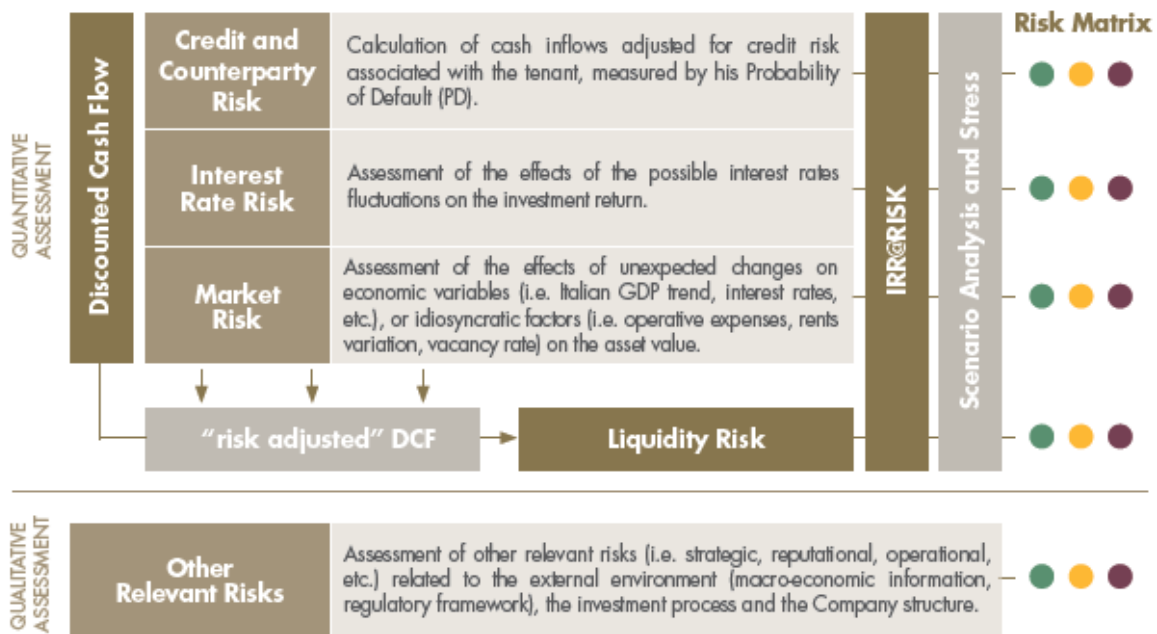 Risk Matrix
QUANTITATIVE
ASSESSMENT
Discounted Cash Flow
Credit and
Counterparty
Risk
Calculation of cash inflows adjusted for credit risk
associated with the tenant, measured by his Probability
of Default (PD).
Interest
Rate Risk
Assessment of the effects of the possible interest rates
fluctuations on the investment return.
Market
Risk
Assessment of the effects of unexpected changes on
economic variables (i.e. Italian GDP trend, interest rates,
etc.), or idiosyncratic factors (i.e. operative expenses, rents
variation, vacancy rate) on the asset value.
IRR@RISK
Scenario Analysis and Stress
“risk adjusted” DCF
Liquidity Risk
QUALITATIVE
ASSESSMENT
Other
Relevant Risks
Assessment of other relevant risks (i.e. strategic, reputational, operational,
etc.) related to the external environment (macro-economic information,
regulatory framework), the investment process and the Company structure.